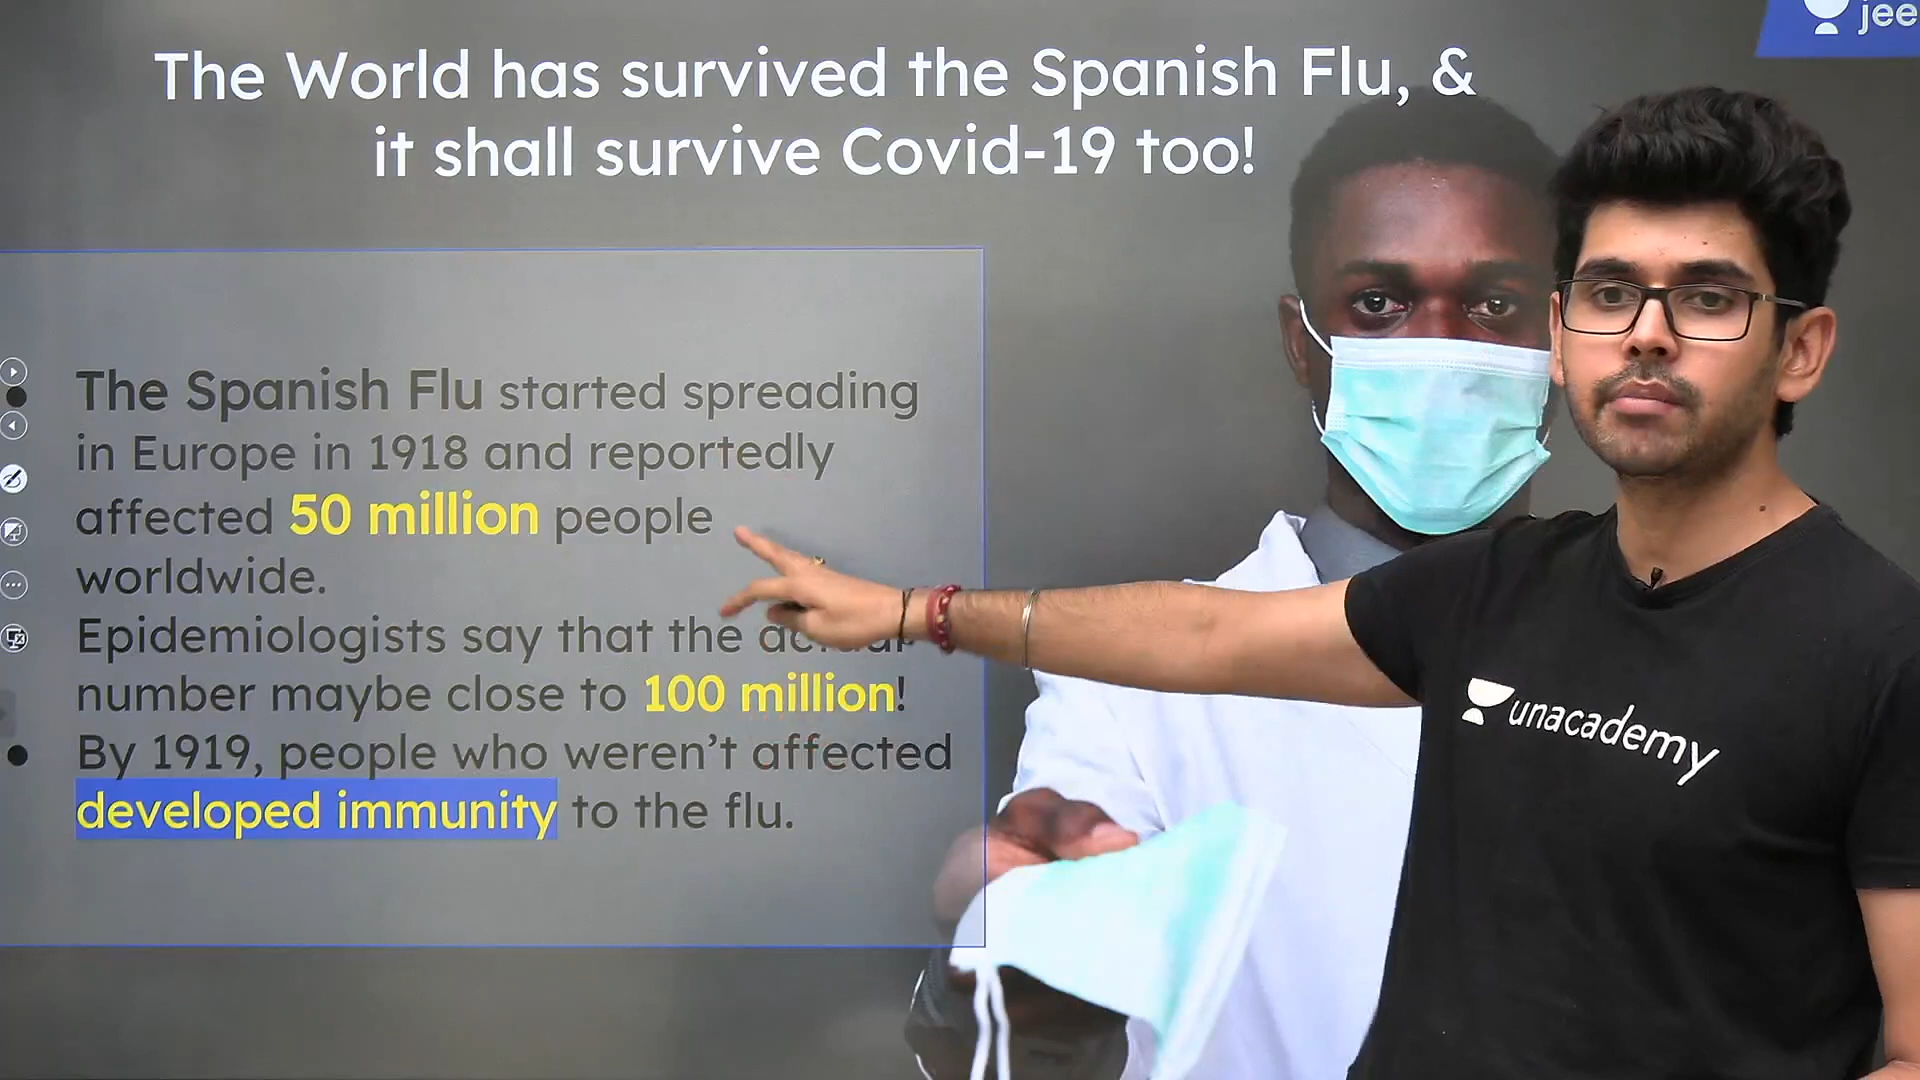 jee
The World has survived the Spanish Flu, &
it shall survive Covid-19 too!
The Spanish Flu started spreading
in Europe in 1918 and reportedly
affected 50 million people
worldwide.
Epidemiologists say that the
number maybe close to 100 million!
By 1919, people who weren't affected
developed immunity to the flu.
unacademy